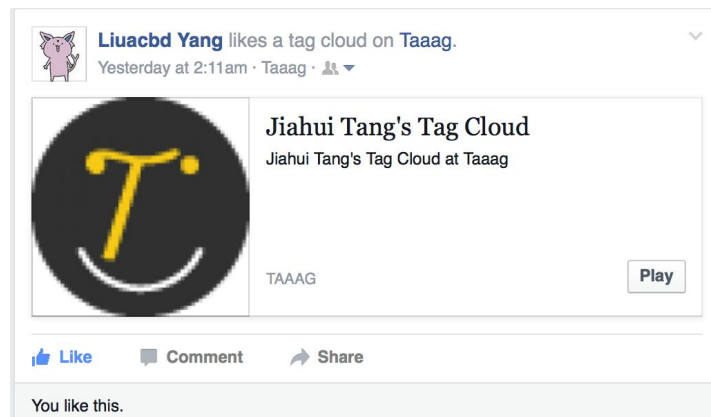 Liuacbd Yang likes a tag cloud on Taaag.
Yesterday at 2:11am · Taaag ·
Jiahui Tang's Tag Cloud
Jiahui Tang's Tag Cloud at Taaag
TAAAG
Play
Like Comment Share
You like this.